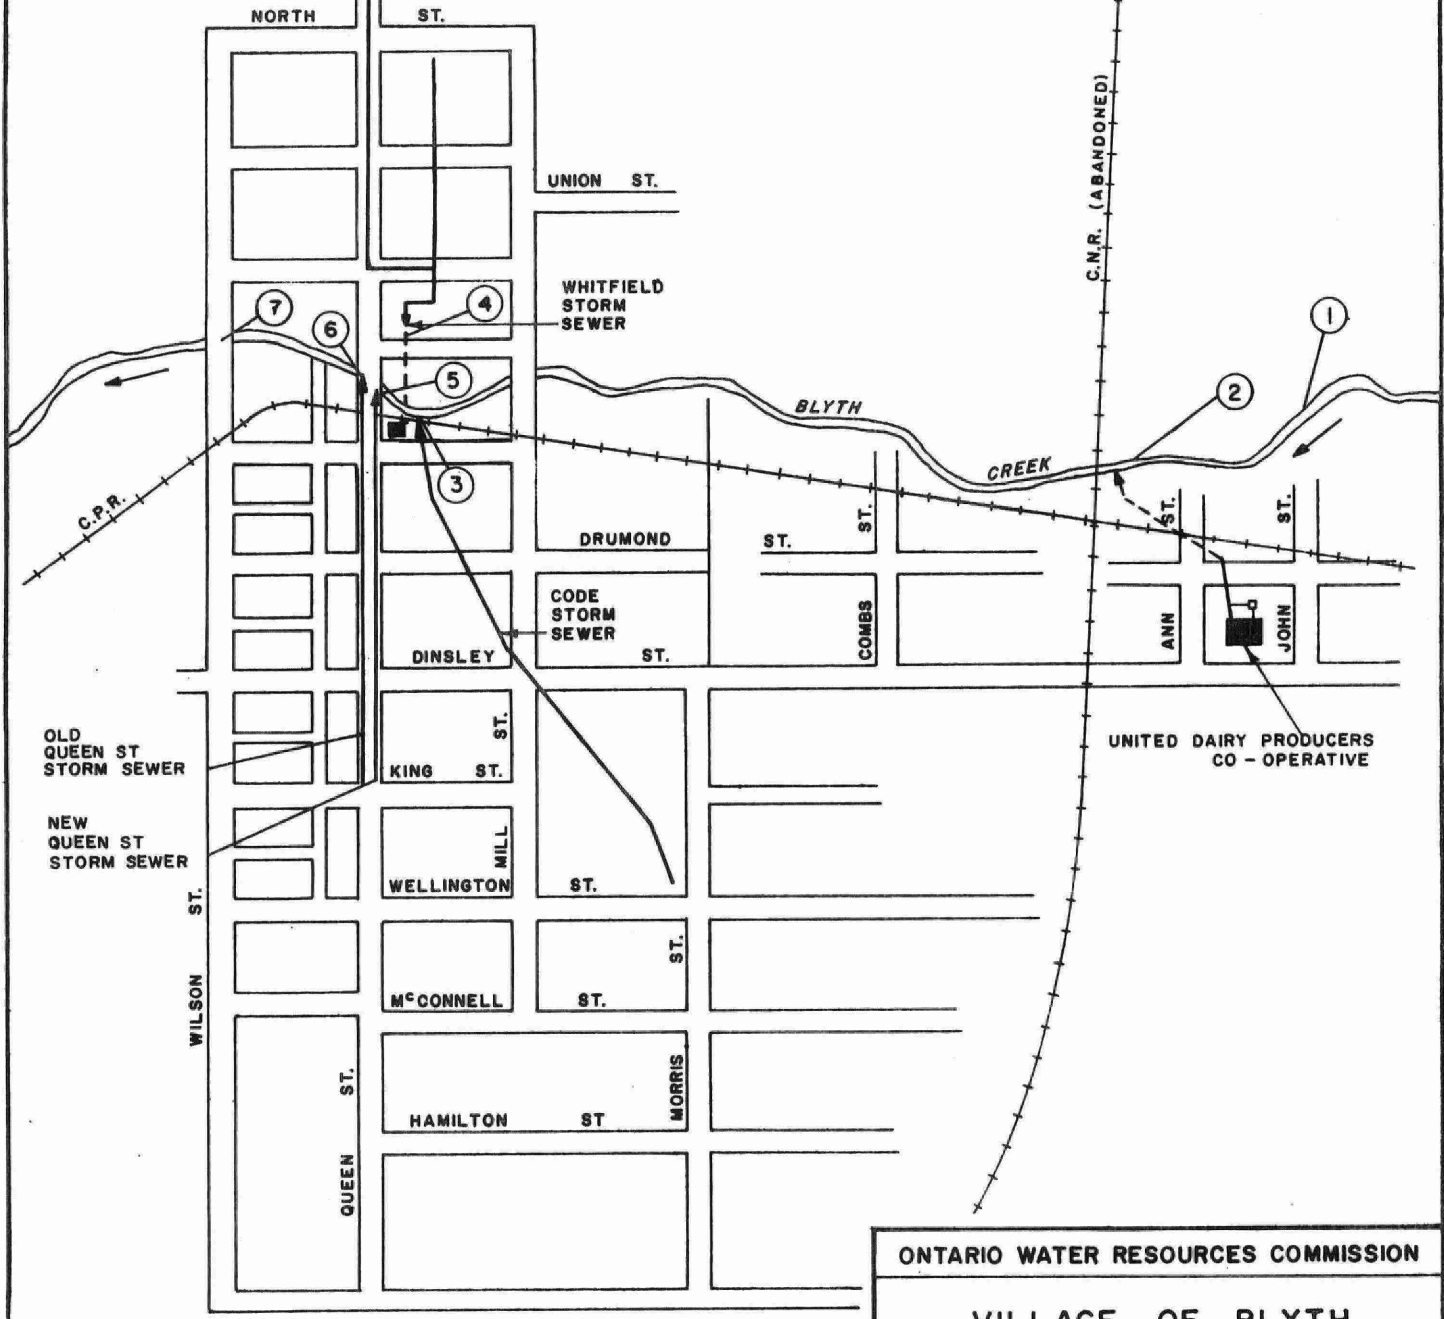 NORTH ST.
C.N.R. (ABANDONED)
UNION ST.
WHITFIELD
STORM
SEWER
4
7
6
1
5
2
BLYTH
CREEK
3
C.P.R.
DRUMOND ST.
ST.
ST.
ST.
CODE
STORM
SEWER
COMBS
ANN
JOHN
DINSLEY ST.
OLD
QUEEN ST
STORM SEWER
ST.
KING ST.
UNITED DAIRY PRODUCERS
CO-OPERATIVE
NEW
QUEEN ST
STORM SEWER
MILL
WELLINGTON ST.
WILSON ST.
ST.
McCONNELL ST.
MORRIS
HAMILTON ST
QUEEN ST.
ONTARIO WATER RESOURCES COMMISSION
VILLAGE OF BLYTH